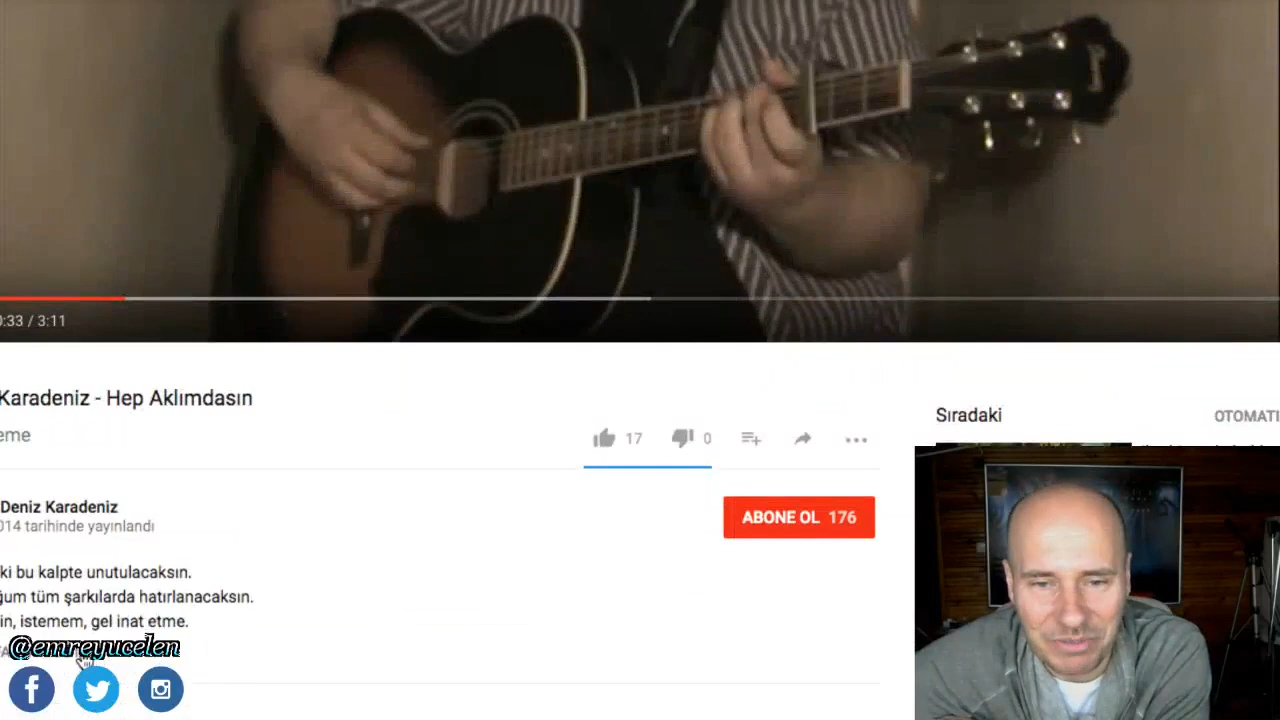 0:33 / 3:11
Karadeniz - Hep Aklımdasın
eme
17
0
Sıradaki
OTOMATİ
Deniz Karadeniz
014 tarihinde yayınlandı
ABONE OL 176
ki bu kalpte unutulacaksın.
ğum tüm şarkılarda hatırlanacaksın.
in, istemem, gel inat etme.
@emreyucelen